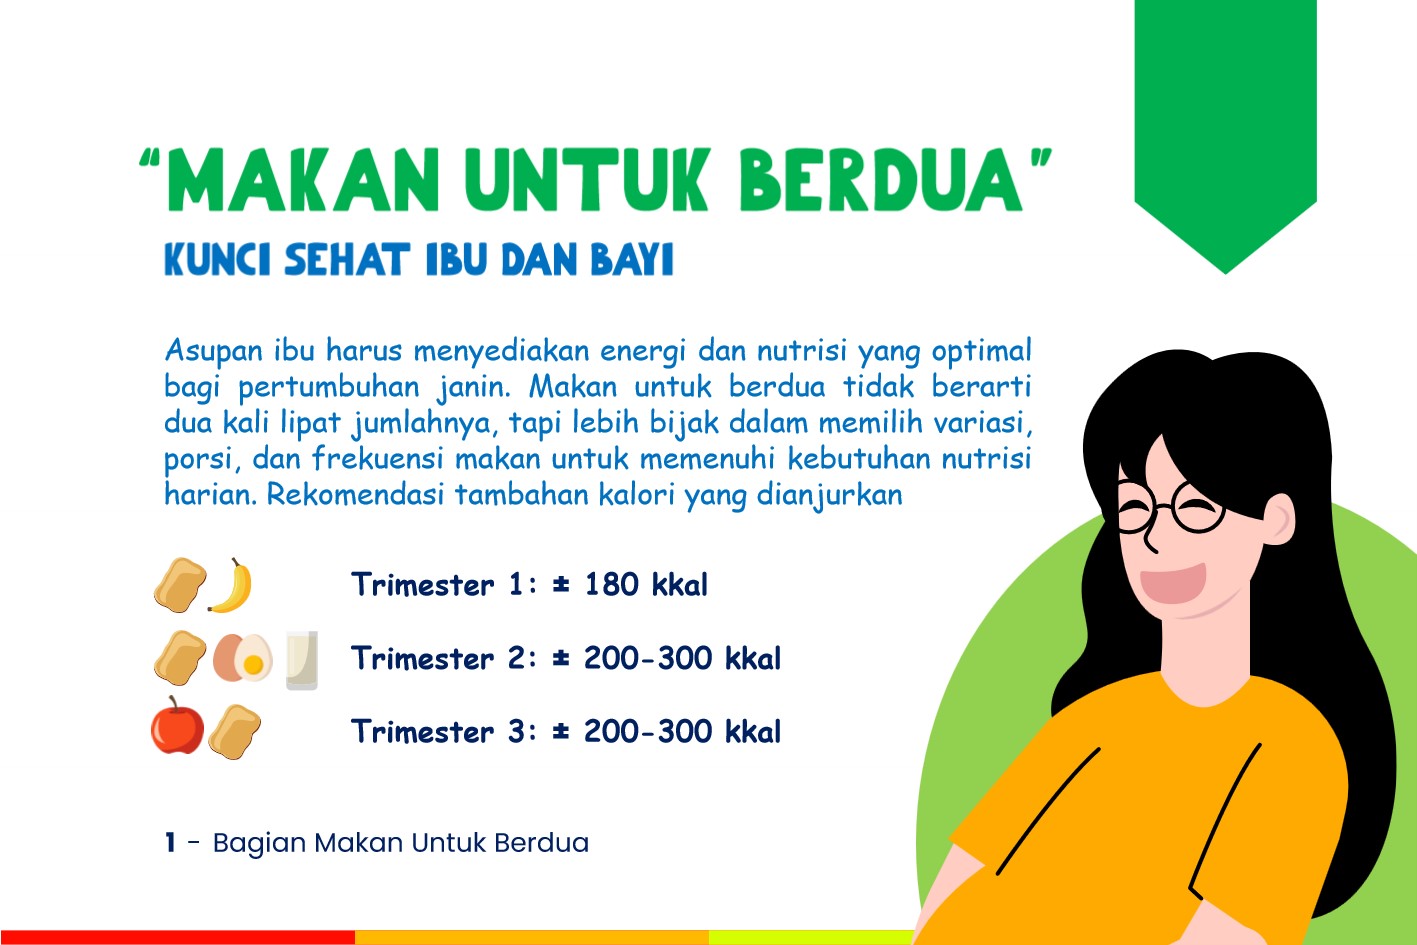 “MAKAN UNTUK BERDUA”
KUNCI SEHAT IBU DAN BAYI
Asupan ibu harus menyediakan energi dan nutrisi yang optimal
bagi pertumbuhan janin. Makan untuk berdua tidak berarti
dua kali lipat jumlahnya, tapi lebih bijak dalam memilih variasi,
porsi, dan frekuensi makan untuk memenuhi kebutuhan nutrisi
harian. Rekomendasi tambahan kalori yang dianjurkan
Trimester 1: ± 180 kkal
Trimester 2: ± 200-300 kkal
Trimester 3: ± 200-300 kkal
1 - Bagian Makan Untuk Berdua